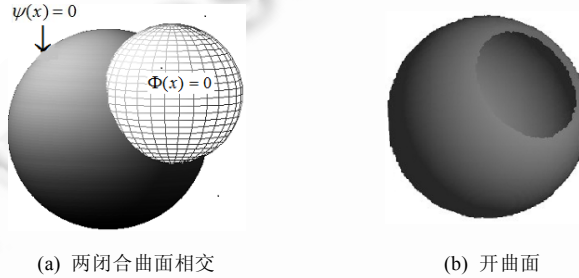 ψ(x) = 0
Φ(x) = 0
(a) 两闭合曲面相交
(b) 开曲面